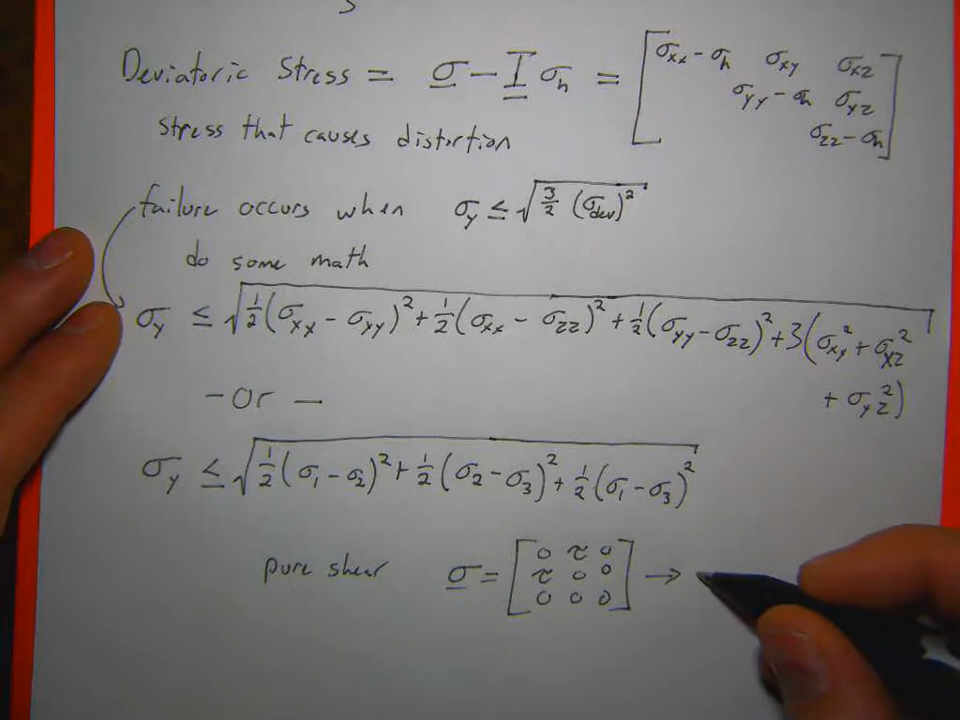 Deviatoric Stress = σ - I σh = [σxx - σh σxy σxz
σyy - σh σyz
σzz - σh]
stress that causes distortion
failure occurs when σy ≤ √(3/2 (σdev)²)
do some math
σy ≤ √(1/2(σxx - σxy)² + 1/2(σxx - σzz)² + 1/2(σyy - σzz)² + 3(σxy² + σxz²
+ σyz²)
- Or -
σy ≤ √(1/2(σ1 - σ2)² + 1/2(σ2 - σ3)² + 1/2(σ1 - σ3)²
pure shear σ = [0 τ 0
τ 0 0
0 0 0] →